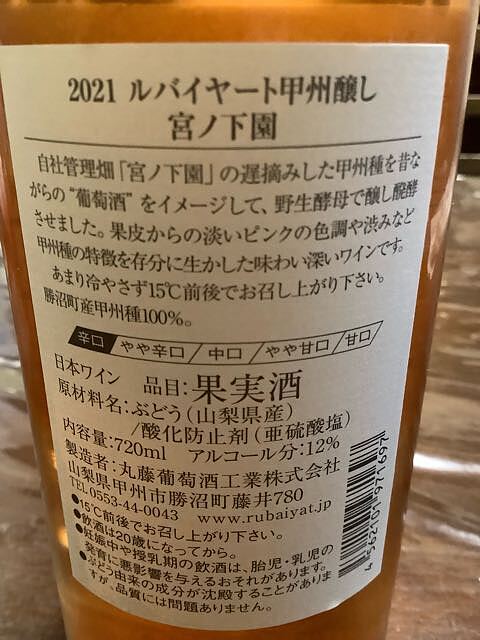 2021 ルバイヤート甲州醸し
宮ノ下園
自社管理畑「宮ノ下園」の遅摘みした甲州種を昔な
がらの“葡萄酒”をイメージして、野生酵母で醸し醗酵
させました。果皮からの淡いピンクの色調や渋みなど
甲州種の特徴を存分に生かした味わい深いワインです。
あまり冷やさず15℃前後でお召し上がり下さい。
勝沼町産甲州種100%。
辛口/やや辛口/中口/やや甘口/甘口
日本ワイン 品目:果実酒
原材料名:ぶどう(山梨県産)
/酸化防止剤(亜硫酸塩)
内容量:720ml アルコール分:12%
製造者:丸藤葡萄酒工業株式会社
山梨県甲州市勝沼町藤井780
TEL 0553-44-0043 www.rubaiyat.jp
●15℃前後でお召し上がり下さい。
●飲酒は20歳になってから。
●妊娠中や授乳期の飲酒は、胎児・乳児の
発育に悪影響を与えるおそれがあります。
●ぶどう由来の成分が沈殿することがありま
すが、品質には問題ありません。